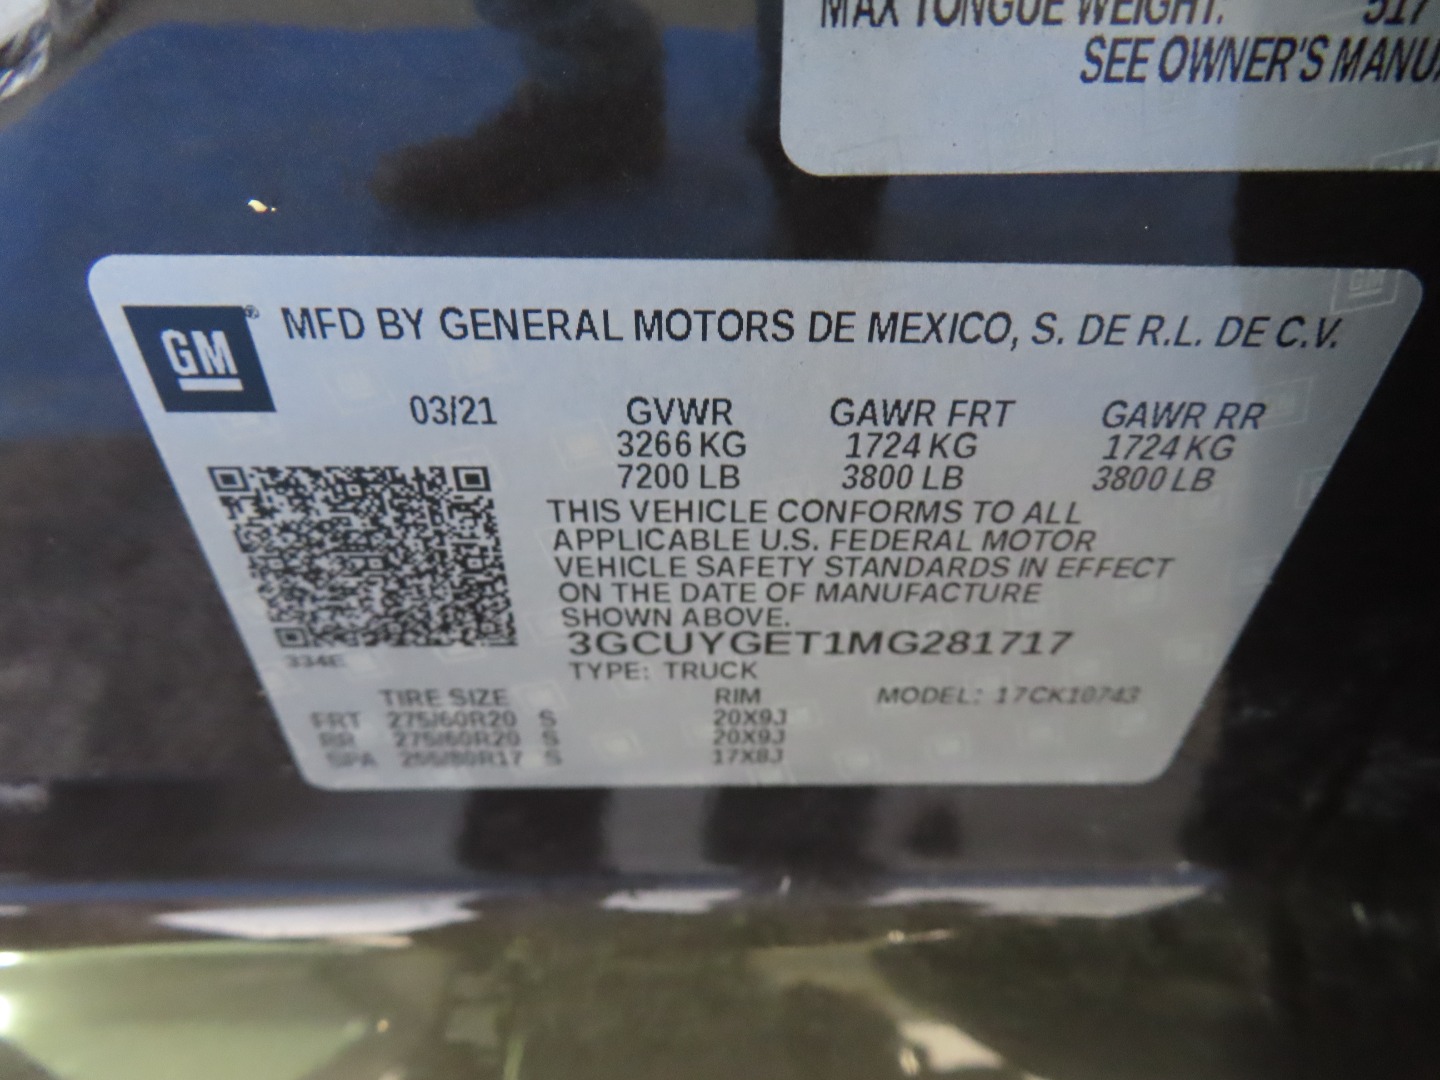 MAX TONGUE WEIGHT: 517
SEE OWNER'S
GM ® MFD BY GENERAL MOTORS DE MEXICO, S. DE R.L. DE C.V.
03/21 GVWR GAWR FRT GAWR RR
3266 KG 1724 KG 1724 KG
7200 LB 3800 LB 3800 LB
THIS VEHICLE CONFORMS TO ALL
APPLICABLE U.S. FEDERAL MOTOR
VEHICLE SAFETY STANDARDS IN EFFECT
ON THE DATE OF MANUFACTURE
SHOWN ABOVE.
3GCUYGET1MG281717
334E
TYPE: TRUCK
TIRE SIZE RIM MODEL: 17CK10743
FRT 275/60R20 S 20X9J
RR 275/60R20 S 20X9J
SPA 255/80R17 S 17X8J